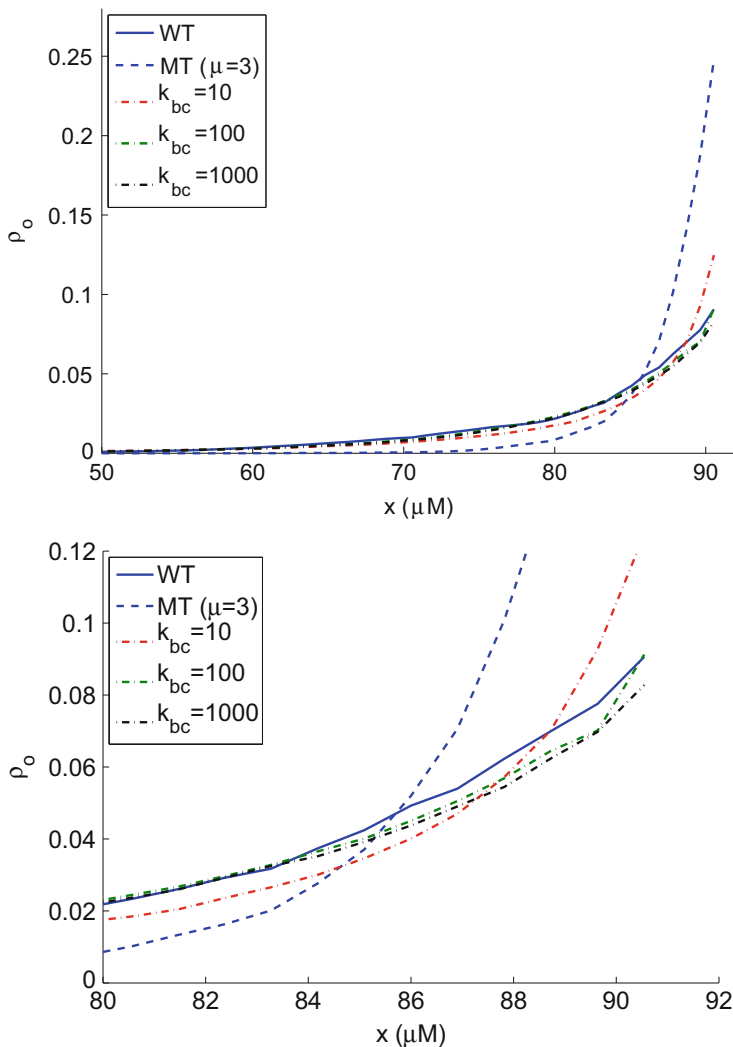 WT
MT (μ=3)
k_bc=10
k_bc=100
k_bc=1000
0.25
0.2
0.15
0.1
0.05
0
ρ_o
50 60 70 80 90
x (μM)
WT
MT (μ=3)
k_bc=10
k_bc=100
k_bc=1000
0.12
0.1
0.08
0.06
0.04
0.02
0
ρ_o
80 82 84 86 88 90 92
x (μM)